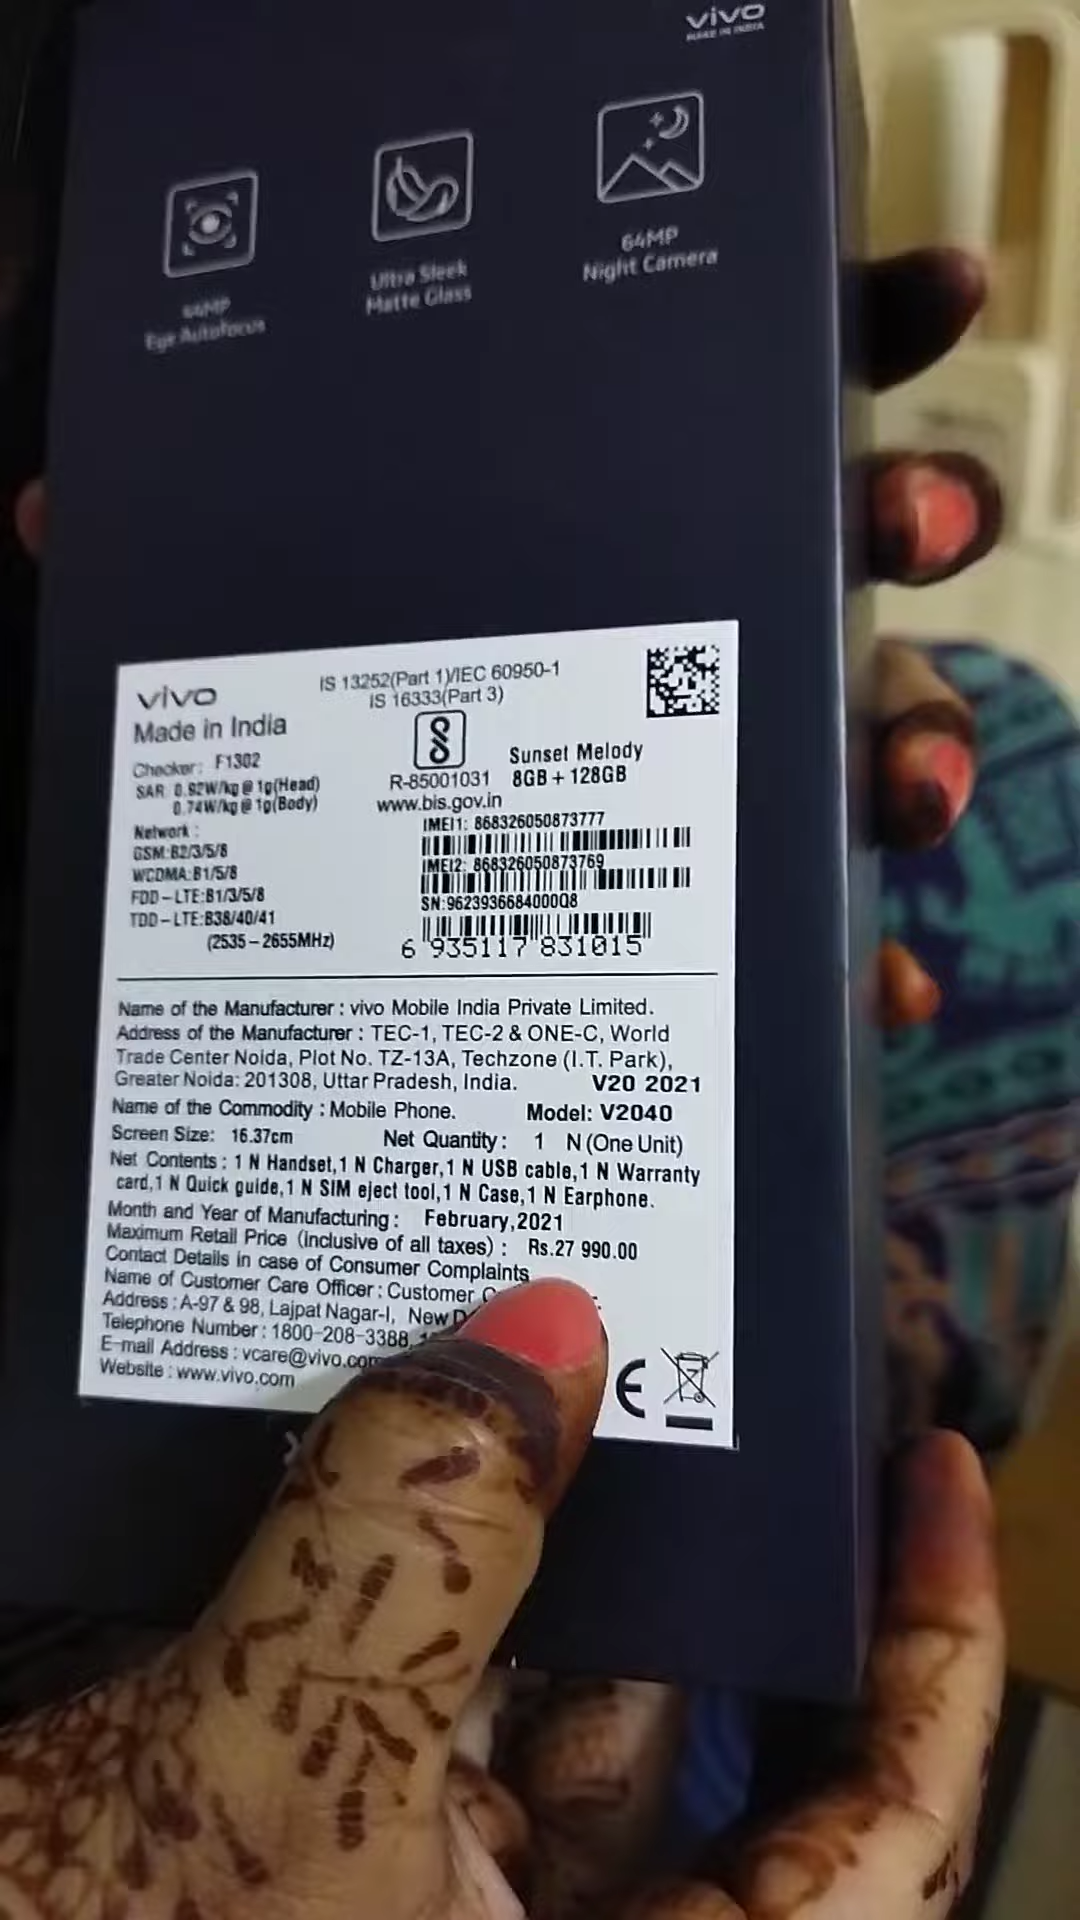 vivo
MAKE IN INDIA
64MP
Eye Autofocus
Ultra Sleek
Matte Glass
64MP
Night Camera
vivo
Made in India
IS 13252(Part 1)/IEC 60950-1
IS 16333(Part 3)
Checker: F1302
SAR 0.92W/kg@1g(Head)
0.74W/kg@1g(Body)
R-85001031
www.bis.gov.in
Sunset Melody
8GB+128GB
Network :
GSM:B2/3/5/8
WCDMA:B1/5/8
FDD-LTE:B1/3/5/8
TDD-LTE:B38/40/41
(2535-2655MHz)
IMEI1: 868326050873777
IMEI2: 868326050873769
SN:9623936684000Q8
6 935117 831015
Name of the Manufacturer : vivo Mobile India Private Limited.
Address of the Manufacturer : TEC-1, TEC-2 & ONE-C, World
Trade Center Noida, Plot No. TZ-13A, Techzone (I.T. Park),
Greater Noida: 201308, Uttar Pradesh, India. V20 2021
Name of the Commodity : Mobile Phone. Model: V2040
Screen Size: 16.37cm Net Quantity: 1 N (One Unit)
Net Contents : 1 N Handset,1 N Charger,1 N USB cable,1 N Warranty
card,1 N Quick guide,1 N SIM eject tool,1 N Case,1 N Earphone.
Month and Year of Manufacturing: February,2021
Maximum Retail Price (inclusive of all taxes) : Rs.27 990.00
Contact Details in case of Consumer Complaints
Name of Customer Care Officer : Customer
Address : A-97 & 98, Lajpat Nagar-I, New
Telephone Number : 1800-208-3388,
E-mail Address : vcare@vivo.com
Website : www.vivo.com
CE